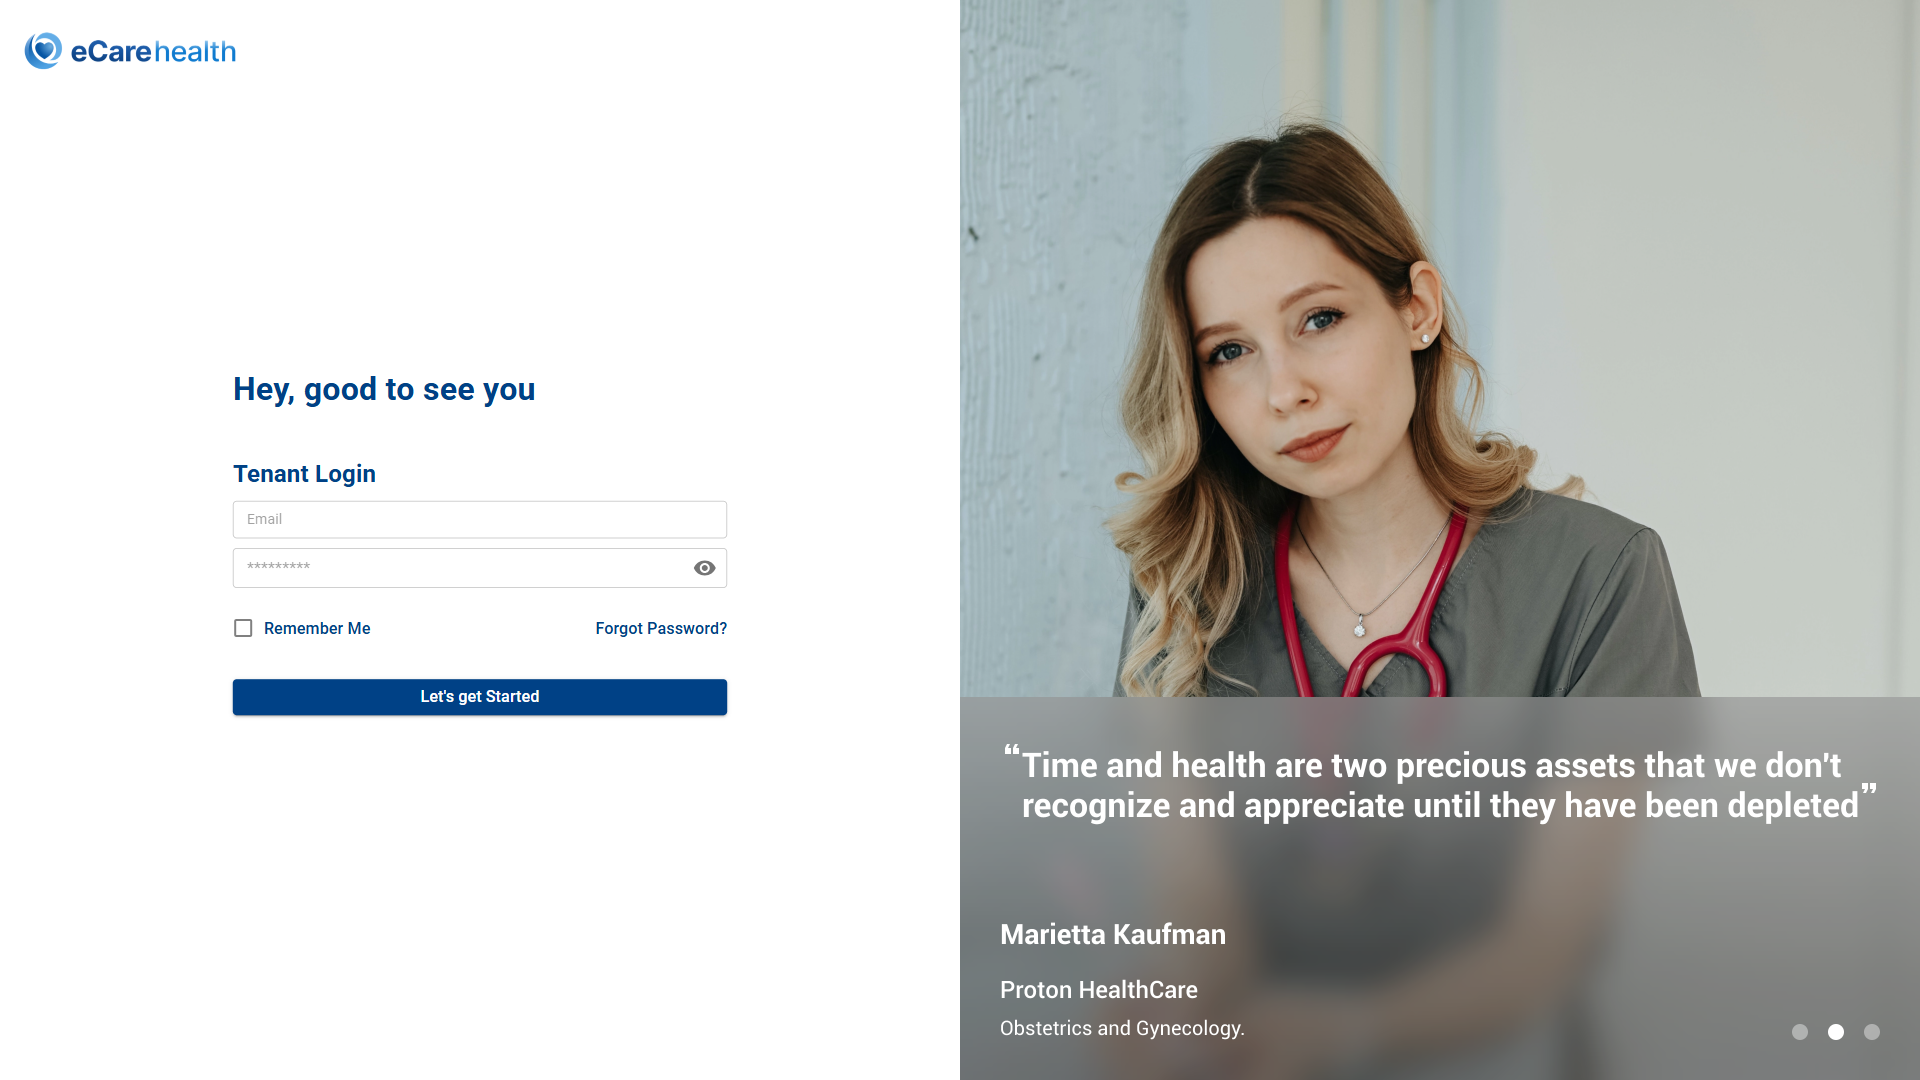 eCarehealth
Hey, good to see you
Tenant Login
Email
*********
Remember Me
Forgot Password?
Let's get Started
“Time and health are two precious assets that we don't
recognize and appreciate until they have been depleted”
Marietta Kaufman
Proton HealthCare
Obstetrics and Gynecology.